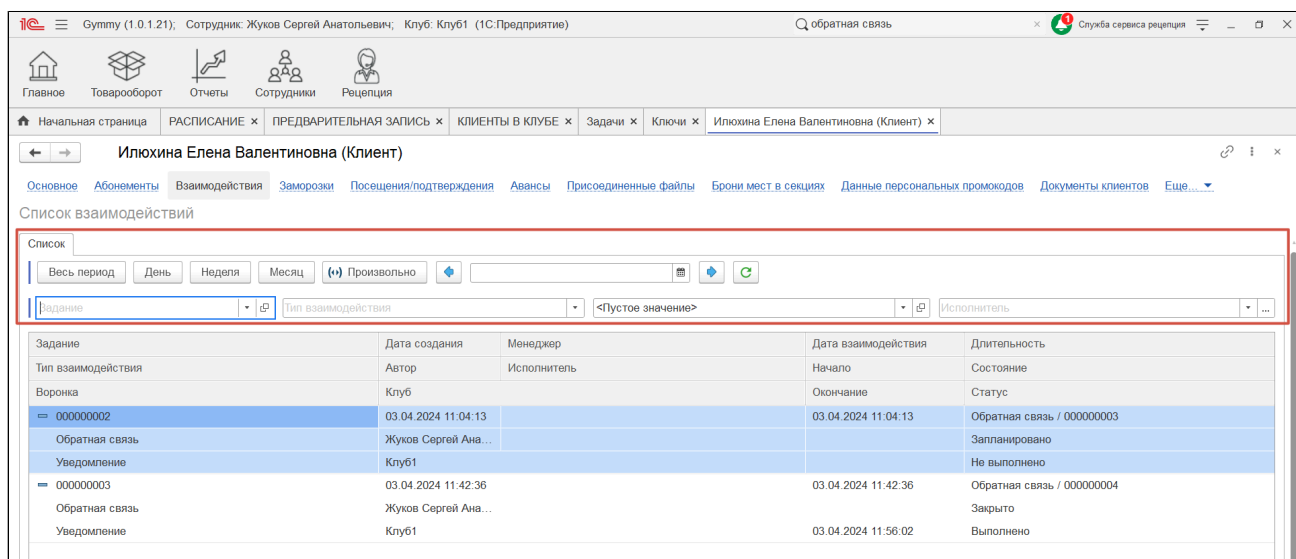 1С Gymmy (1.0.1.21); Сотрудник: Жуков Сергей Анатольевич; Клуб: Клуб1 (1С:Предприятие) обратная связь 1 Служба сервиса рецепция
Главное Товарооборот Отчеты Сотрудники Рецепция
Начальная страница РАСПИСАНИЕ × ПРЕДВАРИТЕЛЬНАЯ ЗАПИСЬ × КЛИЕНТЫ В КЛУБЕ × Задачи × Ключи × Илюхина Елена Валентиновна (Клиент) ×
Илюхина Елена Валентиновна (Клиент)
Основное Абонементы Взаимодействия Заморозки Посещения/подтверждения Авансы Присоединенные файлы Брони мест в секциях Данные персональных промокодов Документы клиентов Еще...
Список взаимодействий
Список
Весь период День Неделя Месяц Произвольно
Задание Тип взаимодействия <Пустое значение> Исполнитель ...
Задание Дата создания Менеджер Дата взаимодействия Длительность
Тип взаимодействия Автор Исполнитель Начало Состояние
Воронка Клуб Окончание Статус
000000002 03.04.2024 11:04:13 03.04.2024 11:04:13 Обратная связь / 000000003
Обратная связь Жуков Сергей Ана... Запланировано
Уведомление Клуб1 Не выполнено
000000003 03.04.2024 11:42:36 03.04.2024 11:42:36 Обратная связь / 000000004
Обратная связь Жуков Сергей Ана... Закрыто
Уведомление Клуб1 03.04.2024 11:56:02 Выполнено